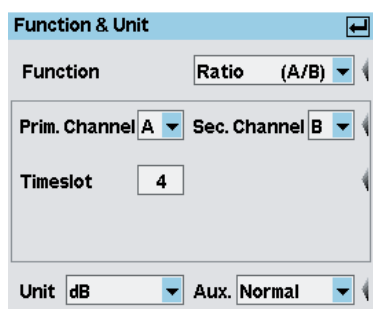 Function & Unit
Function Ratio (A/B)
Prim. Channel A Sec. Channel B
Timeslot 4
Unit dB Aux. Normal